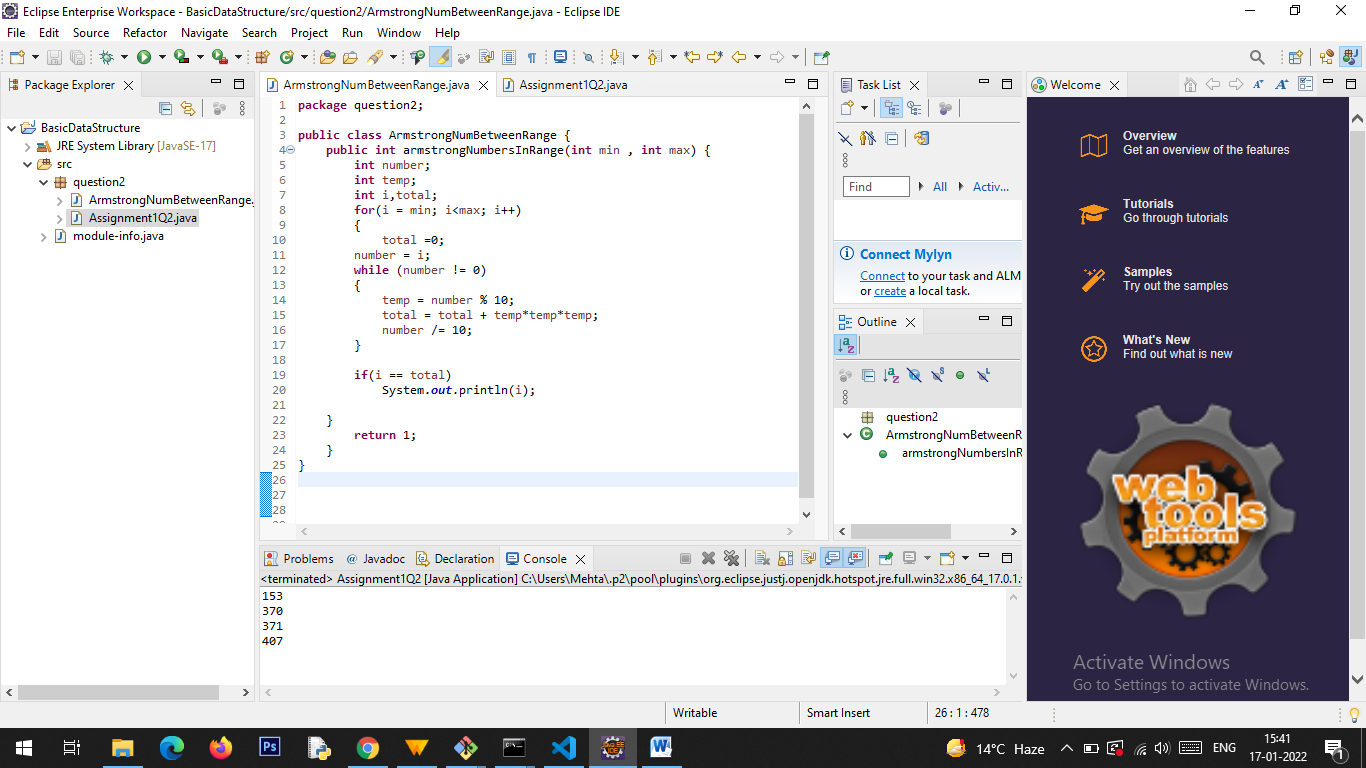 Eclipse Enterprise Workspace - BasicDataStructure/src/question2/ArmstrongNumBetweenRange.java - Eclipse IDE
File Edit Source Refactor Navigate Search Project Run Window Help
Package Explorer
BasicDataStructure
JRE System Library [JavaSE-17]
src
question2
ArmstrongNumBetweenRange.
Assignment1Q2.java
module-info.java
ArmstrongNumBetweenRange.java Assignment1Q2.java
1 package question2;
2
3 public class ArmstrongNumBetweenRange {
4 public int armstrongNumbersInRange(int min , int max) {
5 int number;
6 int temp;
7 int i,total;
8 for(i = min; i<max; i++)
9 {
10 total =0;
11 number = i;
12 while (number != 0)
13 {
14 temp = number % 10;
15 total = total + temp*temp*temp;
16 number /= 10;
17 }
18
19 if(i == total)
20 System.out.println(i);
21
22 }
23 return 1;
24 }
25 }
26
27
28
Problems @ Javadoc Declaration Console
<terminated> Assignment1Q2 [Java Application] C:\Users\Mehta\.p2\pool\plugins\org.eclipse.justj.openjdk.hotspot.jre.full.win32.x86_64_17.0.1.
153
370
371
407
Task List
Find All Activ...
Connect Mylyn
Connect to your task and ALM
or create a local task.
Outline
question2
ArmstrongNumBetweenR
armstrongNumbersInR
Welcome
Overview
Get an overview of the features
Tutorials
Go through tutorials
Samples
Try out the samples
What's New
Find out what is new
web
tools
platform
Activate Windows
Go to Settings to activate Windows.
Writable Smart Insert 26 : 1 : 478
Ps
14°C Haze ENG
15:41
17-01-2022
1